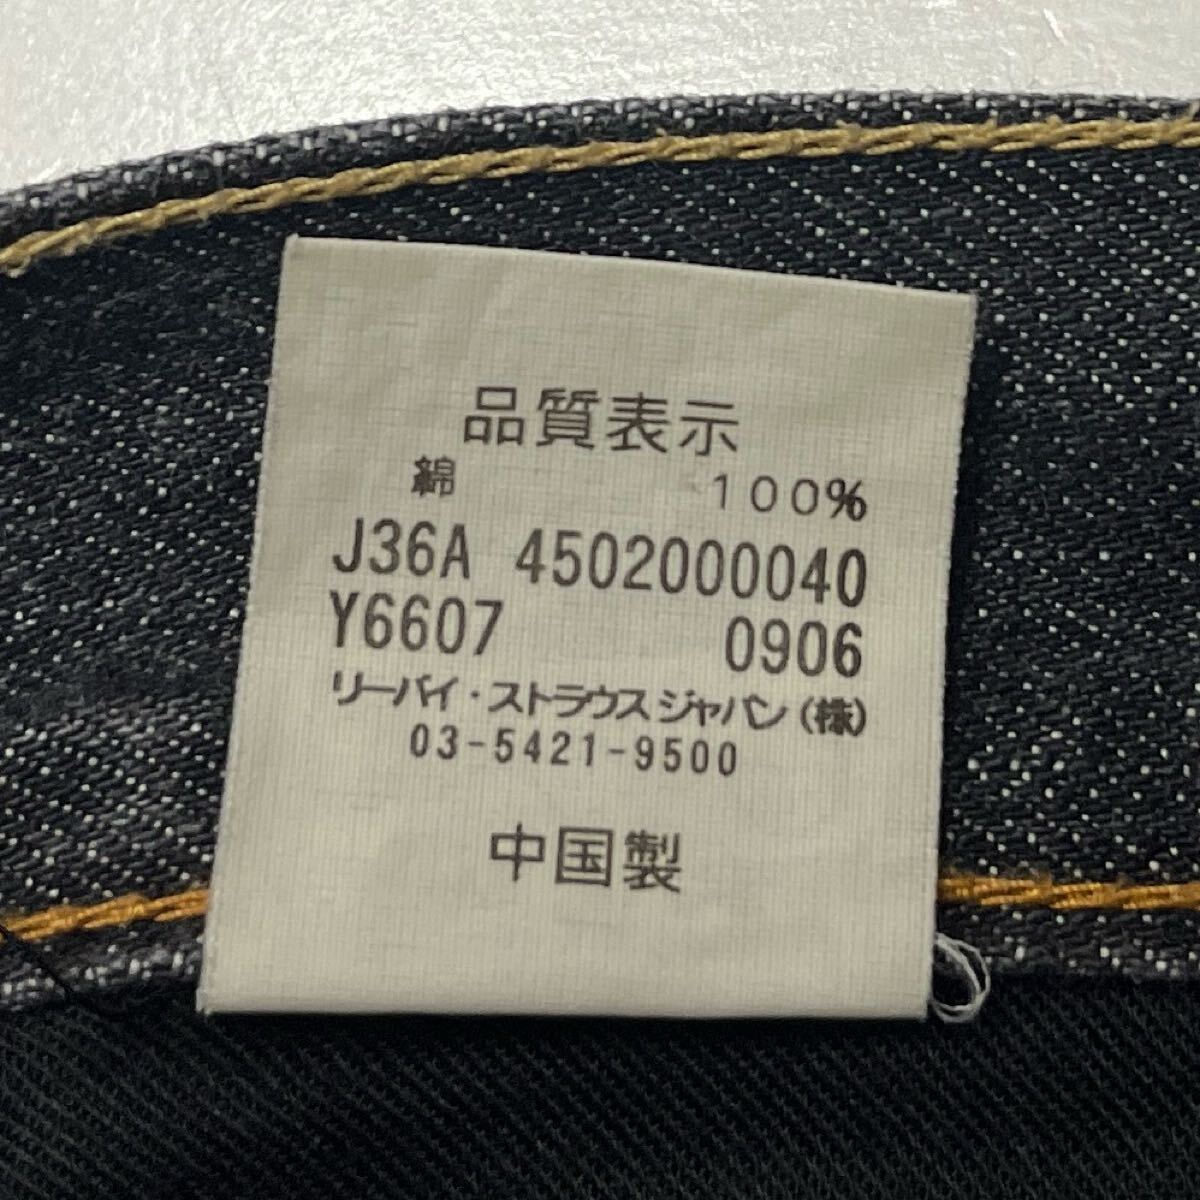 品質表示
綿 100%
J36A 4502000040
Y6607 0906
リーバイ・ストラウスジャパン(株)
03-5421-9500
中国製